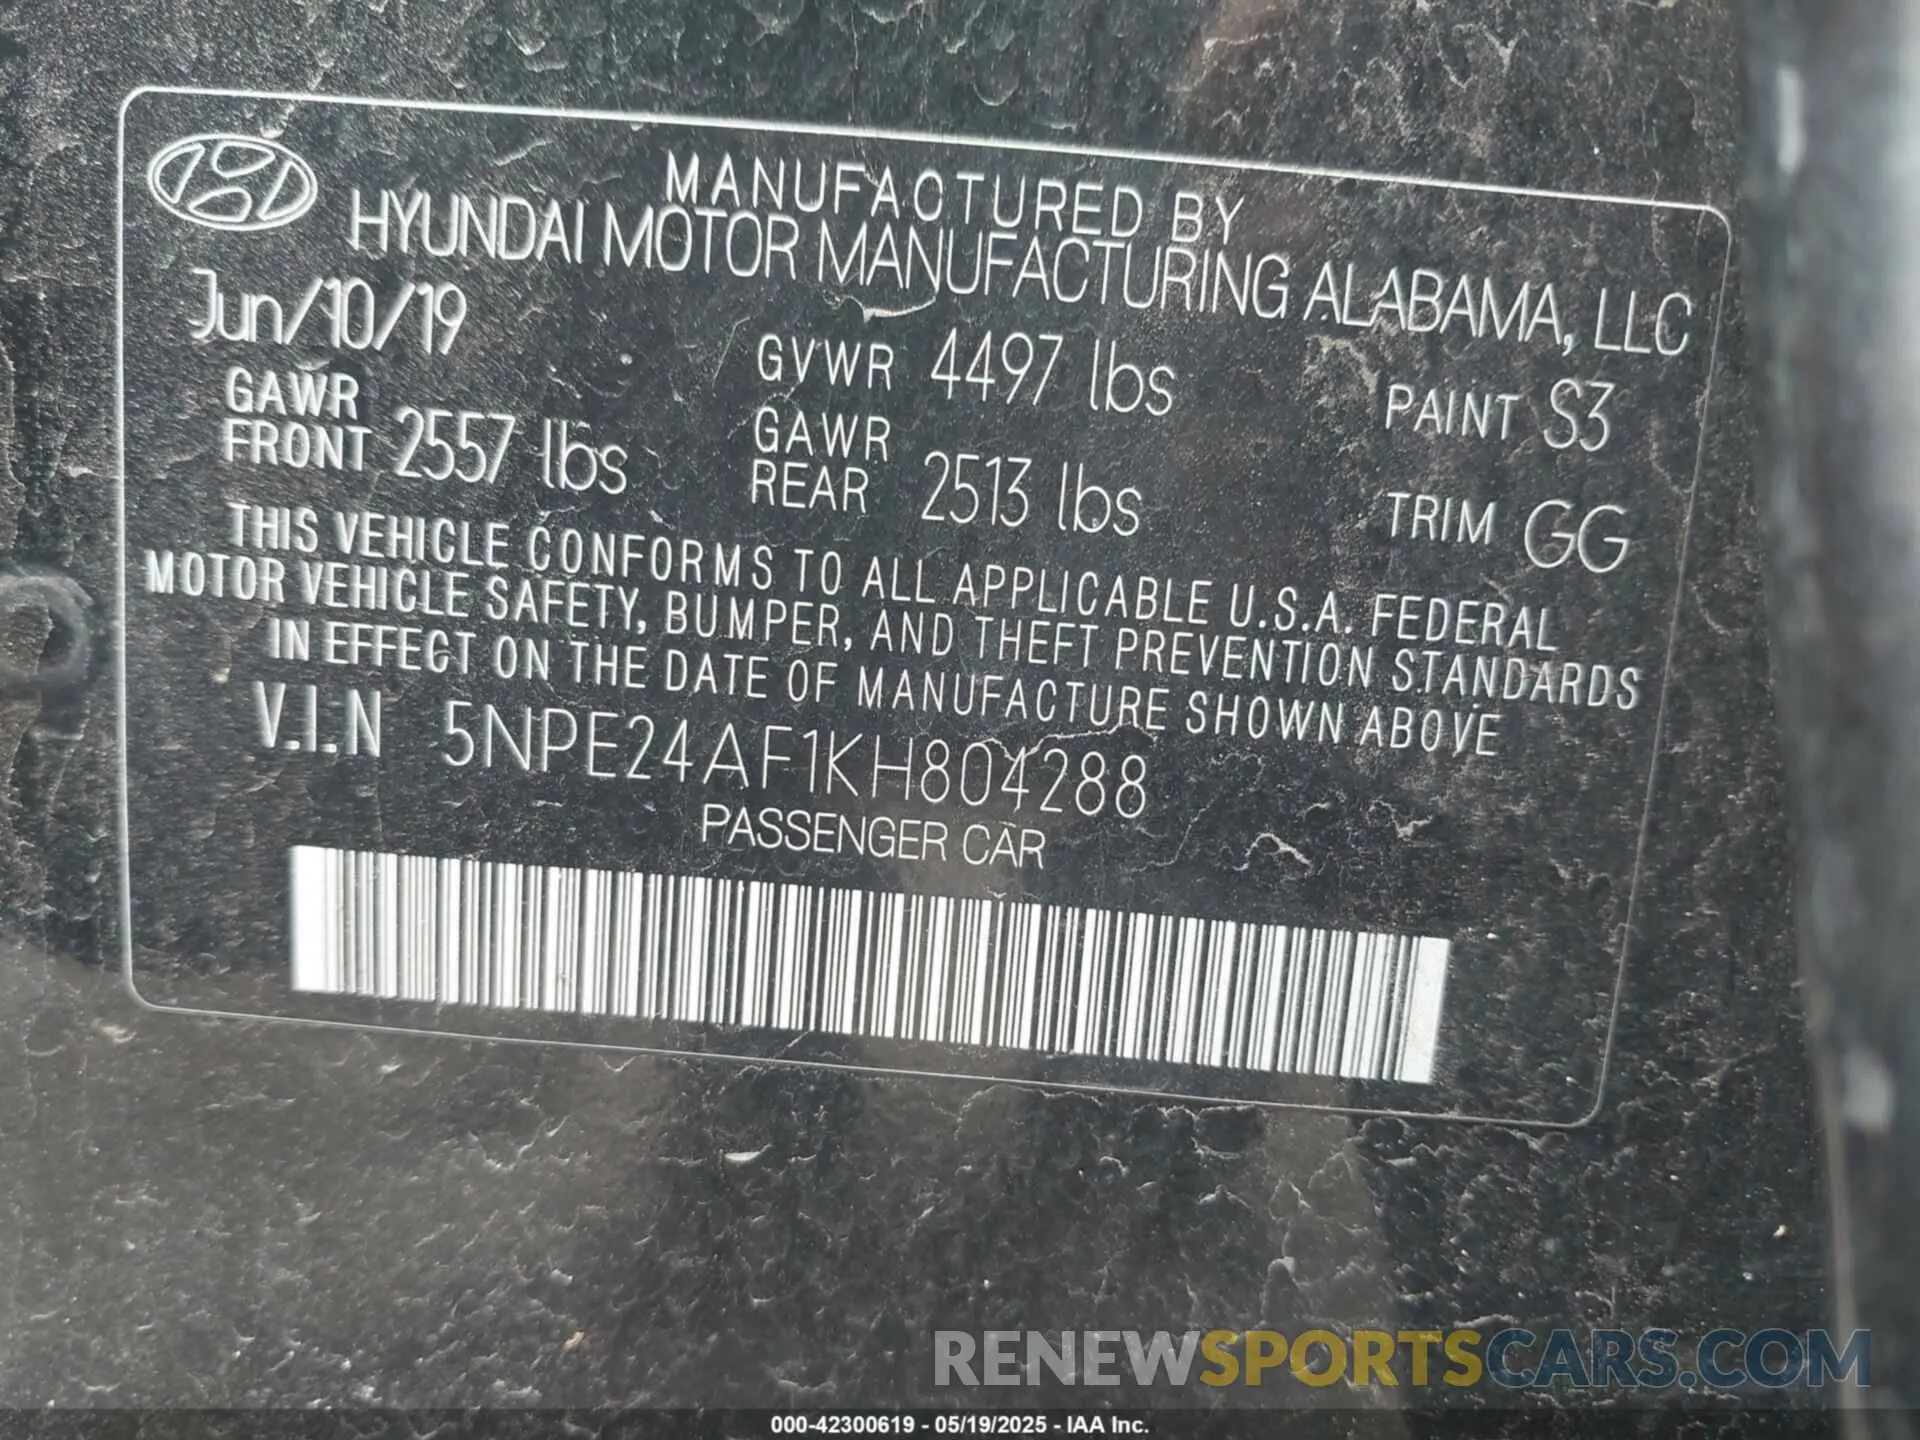 MANUFACTURED BY
HYUNDAI MOTOR MANUFACTURING ALABAMA, LLC
Jun/10/19
GVWR 4497 lbs
PAINT S3
GAWR FRONT 2557 lbs
GAWR REAR 2513 lbs
TRIM GG
THIS VEHICLE CONFORMS TO ALL APPLICABLE U.S.A. FEDERAL
MOTOR VEHICLE SAFETY, BUMPER, AND THEFT PREVENTION STANDARDS
IN EFFECT ON THE DATE OF MANUFACTURE SHOWN ABOVE
V.I.N 5NPE24AF1KH804288
PASSENGER CAR
RENEWSPORTSCARS.COM
000-42300619 - 05/19/2025 - IAA Inc.